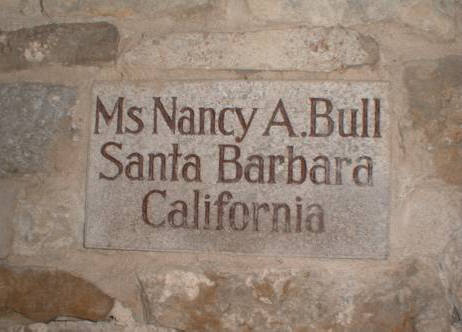 Ms Nancy A. Bull
Santa Barbara
California